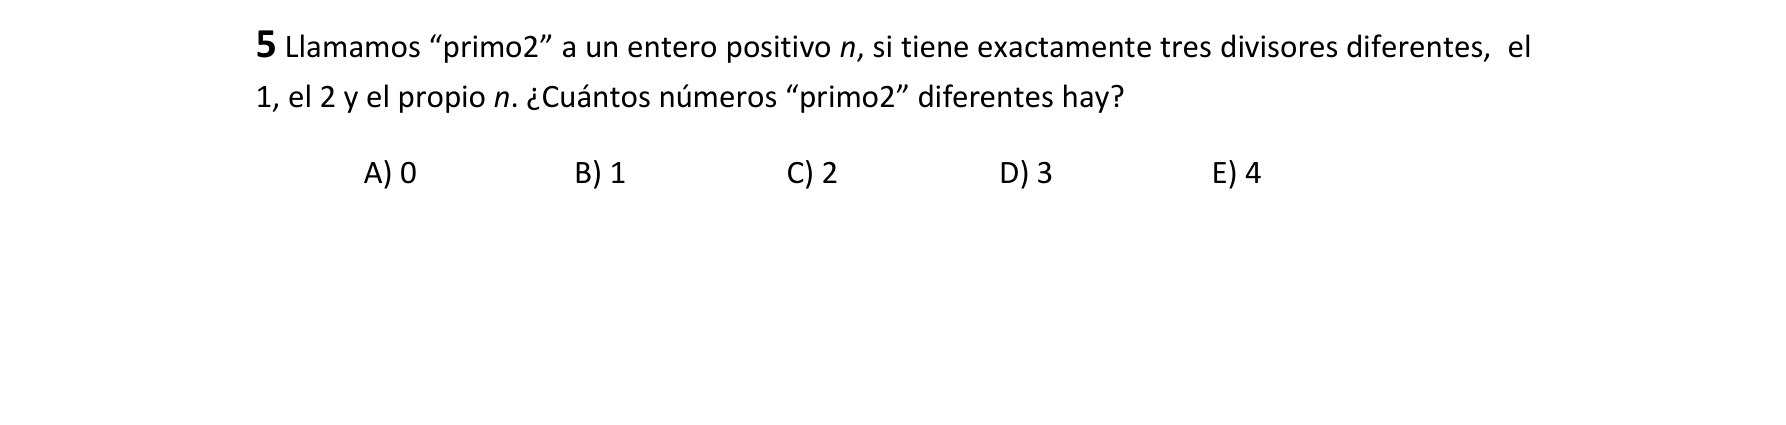 5 Llamamos “primo2” a un entero positivo n, si tiene exactamente tres divisores diferentes, el
1, el 2 y el propio n. ¿Cuántos números “primo2” diferentes hay?
A) 0 B) 1 C) 2 D) 3 E) 4